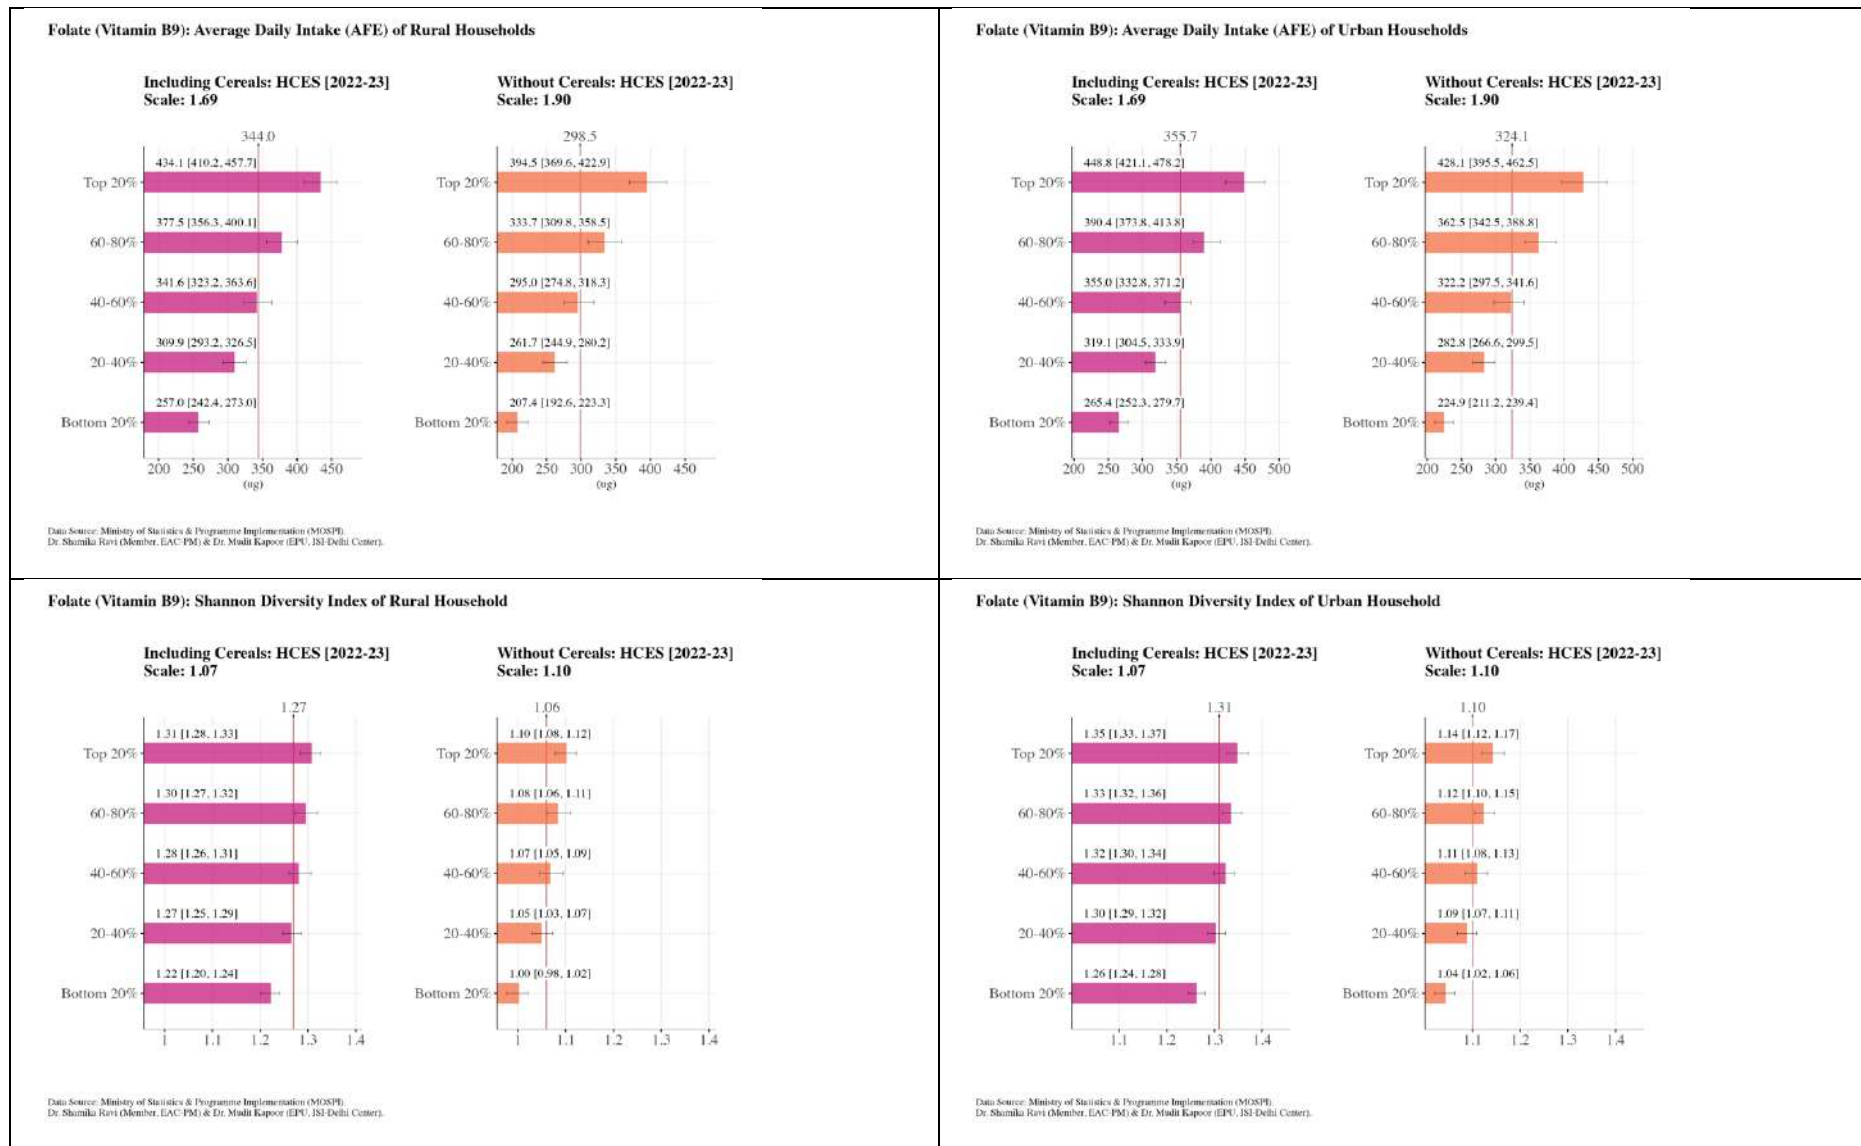 Folate (Vitamin B9): Average Daily Intake (AFE) of Rural Households
Including Cereals: HCES [2022-23]
Scale: 1.69
344.0
Top 20%
434.1 [410.2, 457.7]
60-80%
377.5 [356.3, 400.1]
40-60%
341.6 [323.2, 363.6]
20-40%
309.9 [293.2, 326.5]
Bottom 20%
257.0 [242.4, 273.0]
200 250 300 350 400 450
(ug)
Without Cereals: HCES [2022-23]
Scale: 1.90
298.5
Top 20%
394.5 [369.6, 422.9]
60-80%
333.7 [309.8, 358.5]
40-60%
295.0 [274.8, 318.3]
20-40%
261.7 [244.9, 280.2]
Bottom 20%
207.4 [192.6, 223.3]
200 250 300 350 400 450
(ug)
Data Source: Ministry of Statistics & Programme Implementation (MOSPI).
Dr. Shamika Ravi (Member, EAC-PM) & Dr. Mudit Kapoor (EPU, ISI-Delhi Center).
Folate (Vitamin B9): Average Daily Intake (AFE) of Urban Households
Including Cereals: HCES [2022-23]
Scale: 1.69
355.7
Top 20%
448.8 [421.1, 478.2]
60-80%
390.4 [373.8, 413.8]
40-60%
355.0 [332.8, 371.2]
20-40%
319.1 [304.5, 333.9]
Bottom 20%
265.4 [252.3, 279.7]
200 250 300 350 400 450 500
(ug)
Without Cereals: HCES [2022-23]
Scale: 1.90
324.1
Top 20%
428.1 [395.5, 462.5]
60-80%
362.5 [342.5, 388.8]
40-60%
322.2 [297.5, 341.6]
20-40%
282.8 [266.6, 299.5]
Bottom 20%
224.9 [211.2, 239.4]
200 250 300 350 400 450 500
(ug)
Data Source: Ministry of Statistics & Programme Implementation (MOSPI).
Dr. Shamika Ravi (Member, EAC-PM) & Dr. Mudit Kapoor (EPU, ISI-Delhi Center).
Folate (Vitamin B9): Shannon Diversity Index of Rural Household
Including Cereals: HCES [2022-23]
Scale: 1.07
1.27
Top 20%
1.31 [1.28, 1.33]
60-80%
1.30 [1.27, 1.32]
40-60%
1.28 [1.26, 1.31]
20-40%
1.27 [1.25, 1.29]
Bottom 20%
1.22 [1.20, 1.24]
1 1.1 1.2 1.3 1.4
Without Cereals: HCES [2022-23]
Scale: 1.10
1.06
Top 20%
1.10 [1.08, 1.12]
60-80%
1.08 [1.06, 1.11]
40-60%
1.07 [1.05, 1.09]
20-40%
1.05 [1.03, 1.07]
Bottom 20%
1.00 [0.98, 1.02]
1 1.1 1.2 1.3 1.4
Data Source: Ministry of Statistics & Programme Implementation (MOSPI).
Dr. Shamika Ravi (Member, EAC-PM) & Dr. Mudit Kapoor (EPU, ISI-Delhi Center).
Folate (Vitamin B9): Shannon Diversity Index of Urban Household
Including Cereals: HCES [2022-23]
Scale: 1.07
1.31
Top 20%
1.35 [1.33, 1.37]
60-80%
1.33 [1.32, 1.36]
40-60%
1.32 [1.30, 1.34]
20-40%
1.30 [1.29, 1.32]
Bottom 20%
1.26 [1.24, 1.28]
1.1 1.2 1.3 1.4
Without Cereals: HCES [2022-23]
Scale: 1.10
1.10
Top 20%
1.14 [1.12, 1.17]
60-80%
1.12 [1.10, 1.15]
40-60%
1.11 [1.08, 1.13]
20-40%
1.09 [1.07, 1.11]
Bottom 20%
1.04 [1.02, 1.06]
1.1 1.2 1.3 1.4
Data Source: Ministry of Statistics & Programme Implementation (MOSPI).
Dr. Shamika Ravi (Member, EAC-PM) & Dr. Mudit Kapoor (EPU, ISI-Delhi Center).